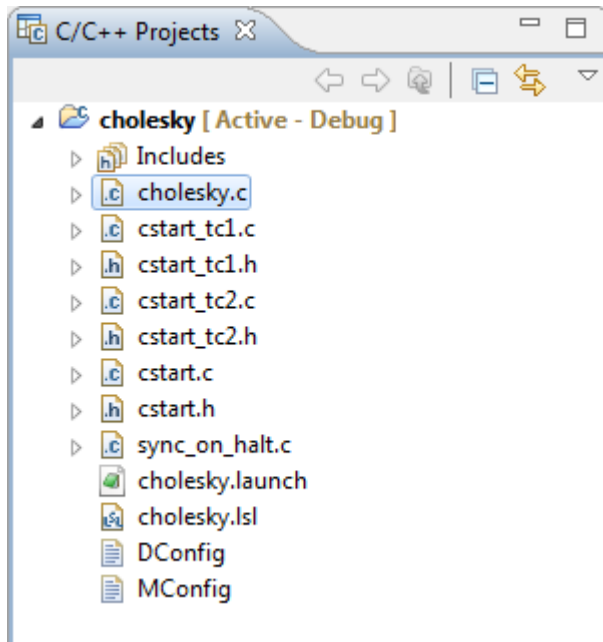 C/C++ Projects
cholesky [ Active - Debug ]
Includes
cholesky.c
cstart_tc1.c
cstart_tc1.h
cstart_tc2.c
cstart_tc2.h
cstart.c
cstart.h
sync_on_halt.c
cholesky.launch
cholesky.lsl
DConfig
MConfig